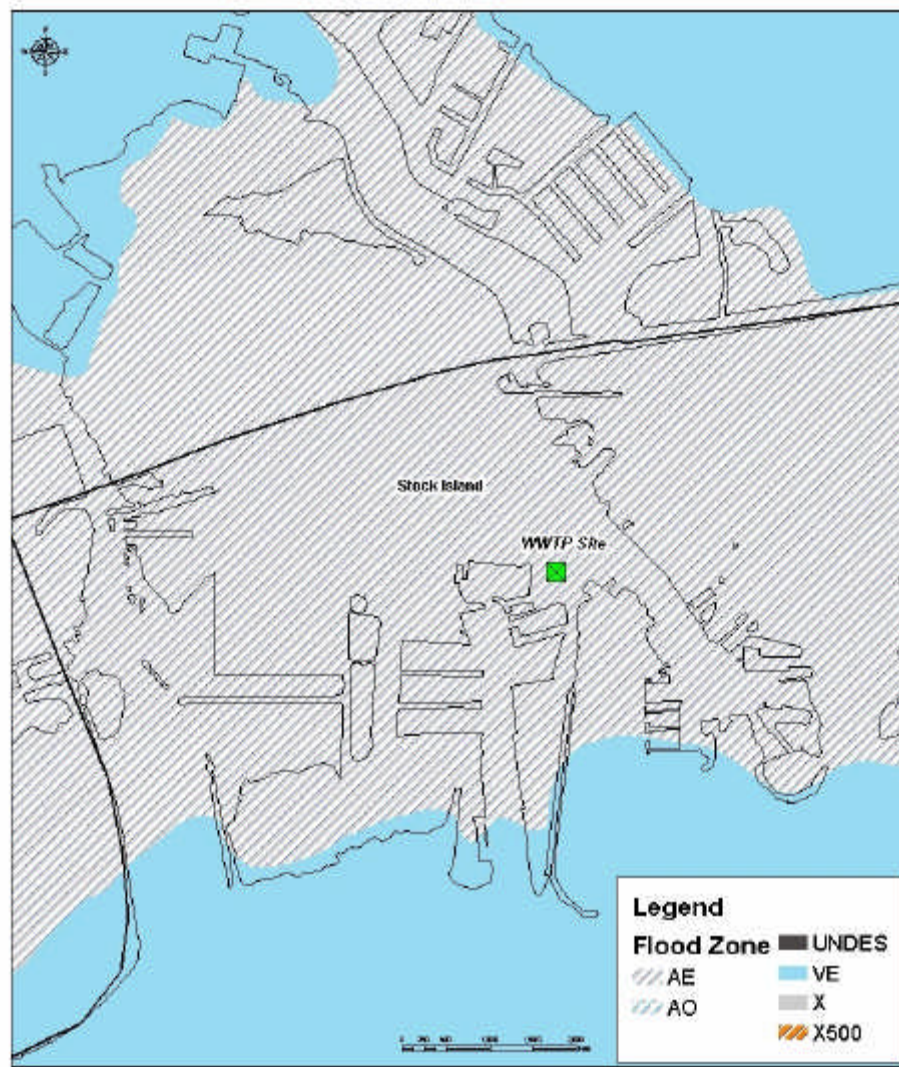 Stock Island
WWTP Site
Legend
Flood Zone
AE
AO
UNDES
VE
X
X500